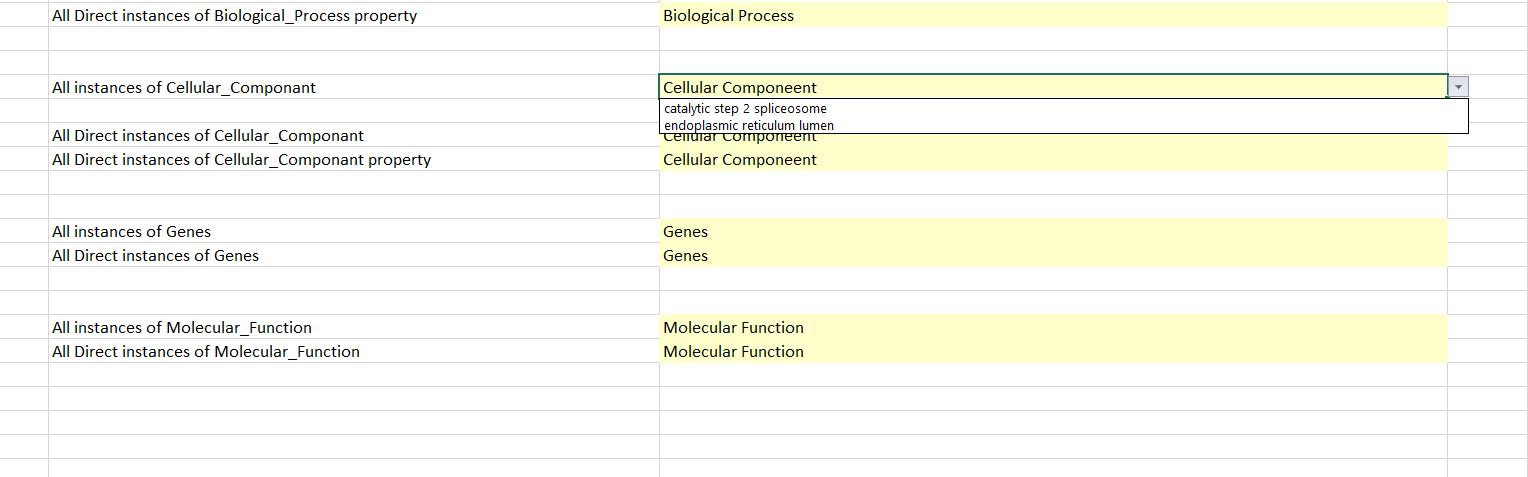 All Direct instances of Biological_Process property
Biological Process
All instances of Cellular_Componant
Cellular Componeent
catalytic step 2 spliceosome
endoplasmic reticulum lumen
All Direct instances of Cellular_Componant
Cellular Componeent
All Direct instances of Cellular_Componant property
Cellular Componeent
All instances of Genes
Genes
All Direct instances of Genes
Genes
All instances of Molecular_Function
Molecular Function
All Direct instances of Molecular_Function
Molecular Function